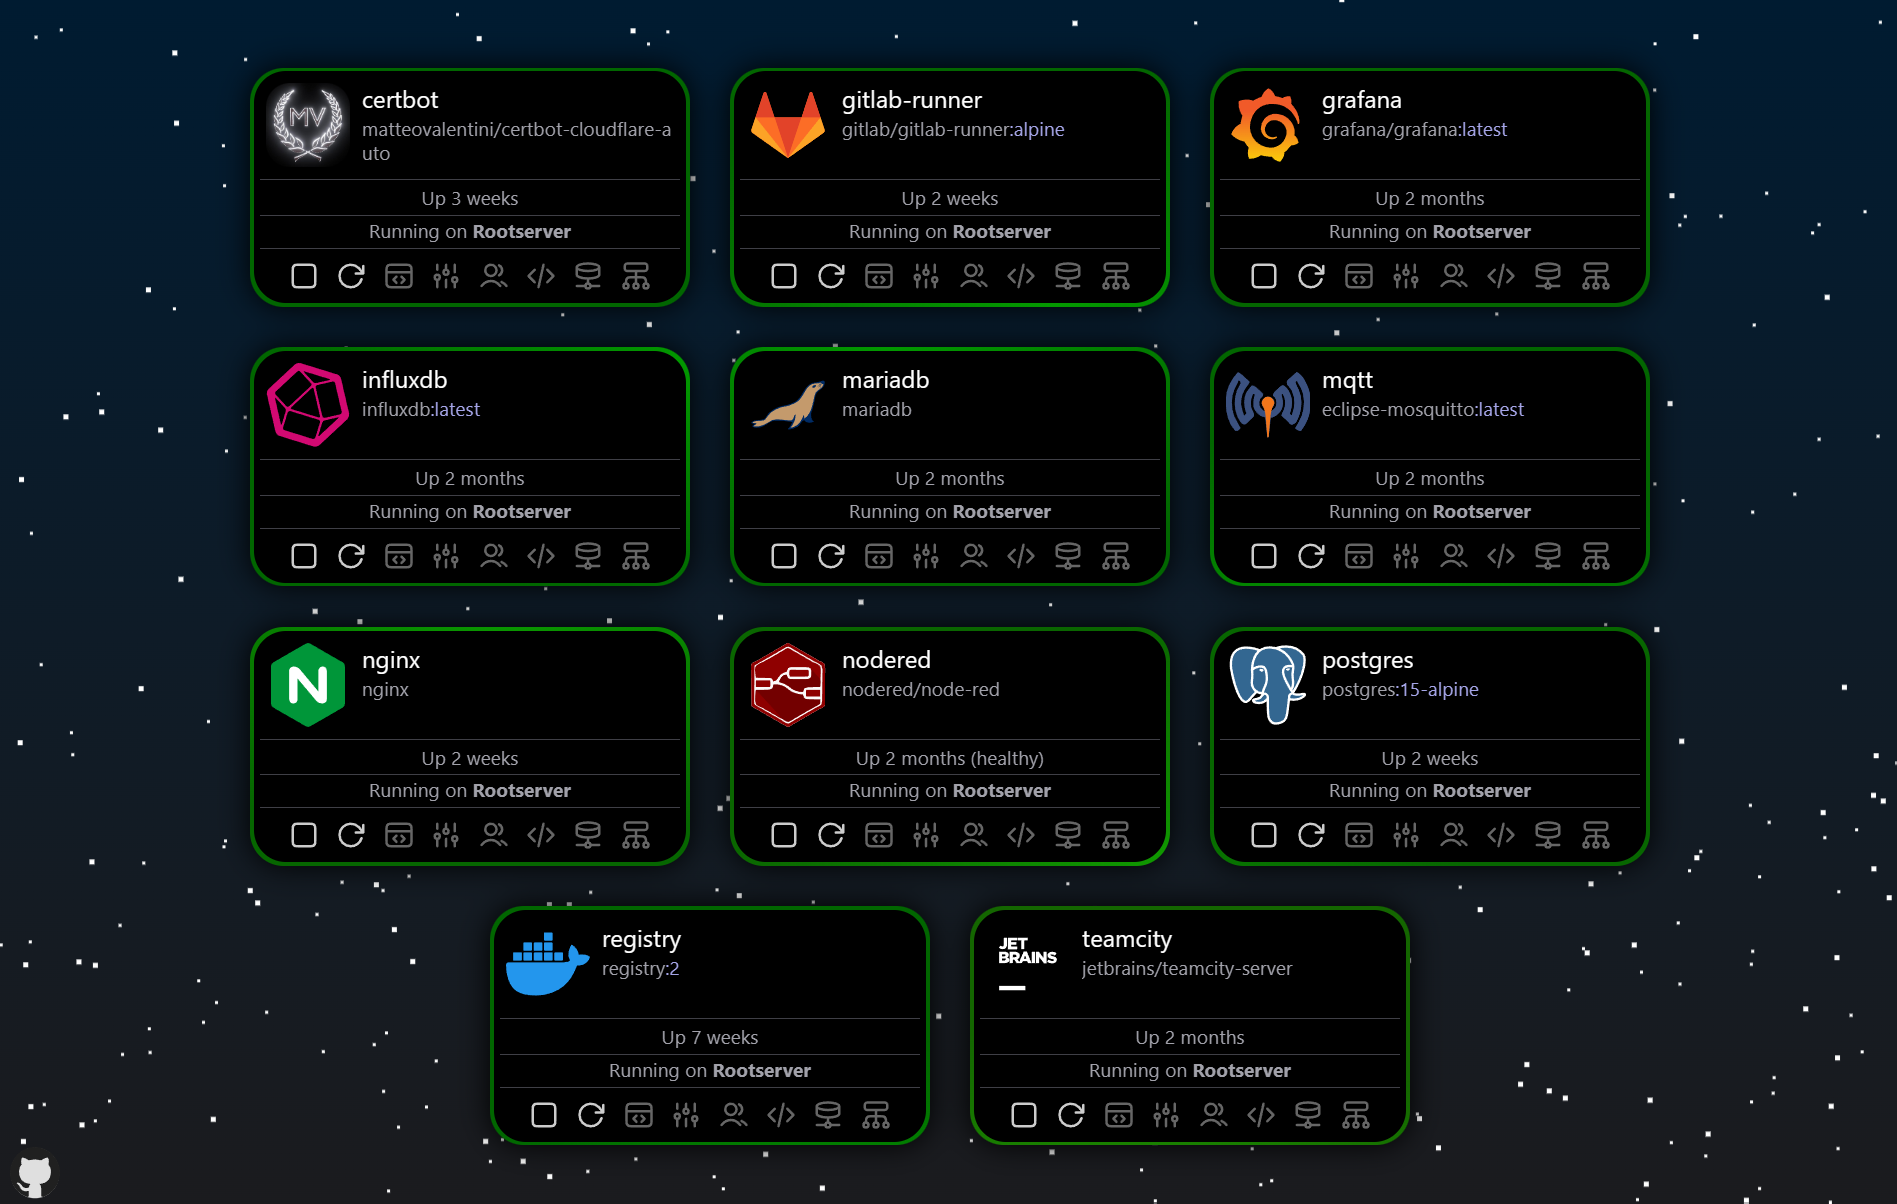 MV
certbot
matteovalentini/certbot-cloudflare-a
uto
Up 3 weeks
Running on Rootserver
gitlab-runner
gitlab/gitlab-runner:alpine
Up 2 weeks
Running on Rootserver
grafana
grafana/grafana:latest
Up 2 months
Running on Rootserver
influxdb
influxdb:latest
Up 2 months
Running on Rootserver
mariadb
mariadb
Up 2 months
Running on Rootserver
mqtt
eclipse-mosquitto:latest
Up 2 months
Running on Rootserver
N
nginx
nginx
Up 2 weeks
Running on Rootserver
nodered
nodered/node-red
Up 2 months (healthy)
Running on Rootserver
postgres
postgres:15-alpine
Up 2 weeks
Running on Rootserver
registry
registry:2
Up 7 weeks
Running on Rootserver
JET
BRAINS
teamcity
jetbrains/teamcity-server
Up 2 months
Running on Rootserver